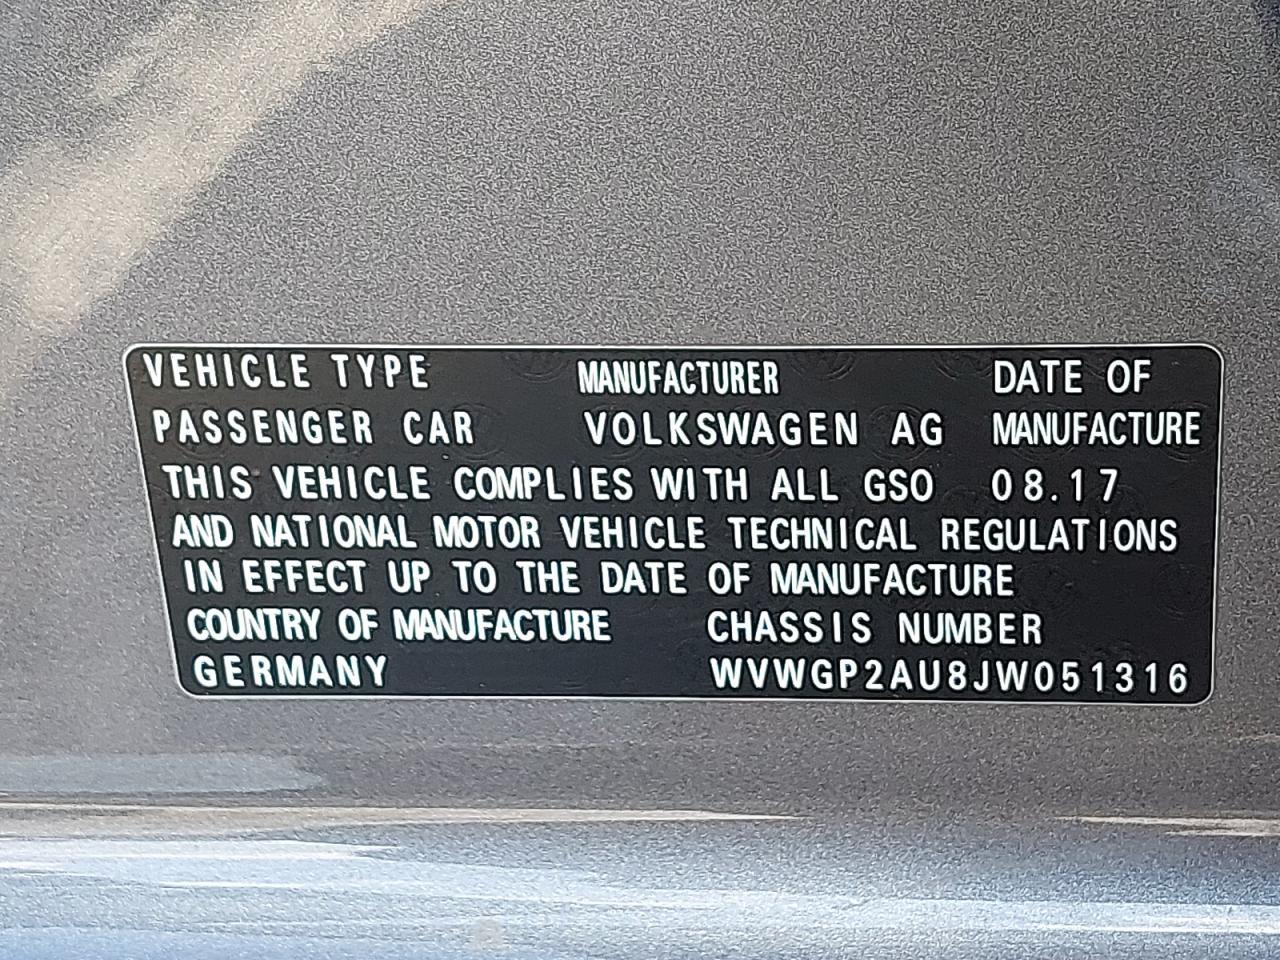 VEHICLE TYPE MANUFACTURER DATE OF
PASSENGER CAR VOLKSWAGEN AG MANUFACTURE
THIS VEHICLE COMPLIES WITH ALL GSO 08.17
AND NATIONAL MOTOR VEHICLE TECHNICAL REGULATIONS
IN EFFECT UP TO THE DATE OF MANUFACTURE
COUNTRY OF MANUFACTURE CHASSIS NUMBER
GERMANY WVWGP2AU8JW051316